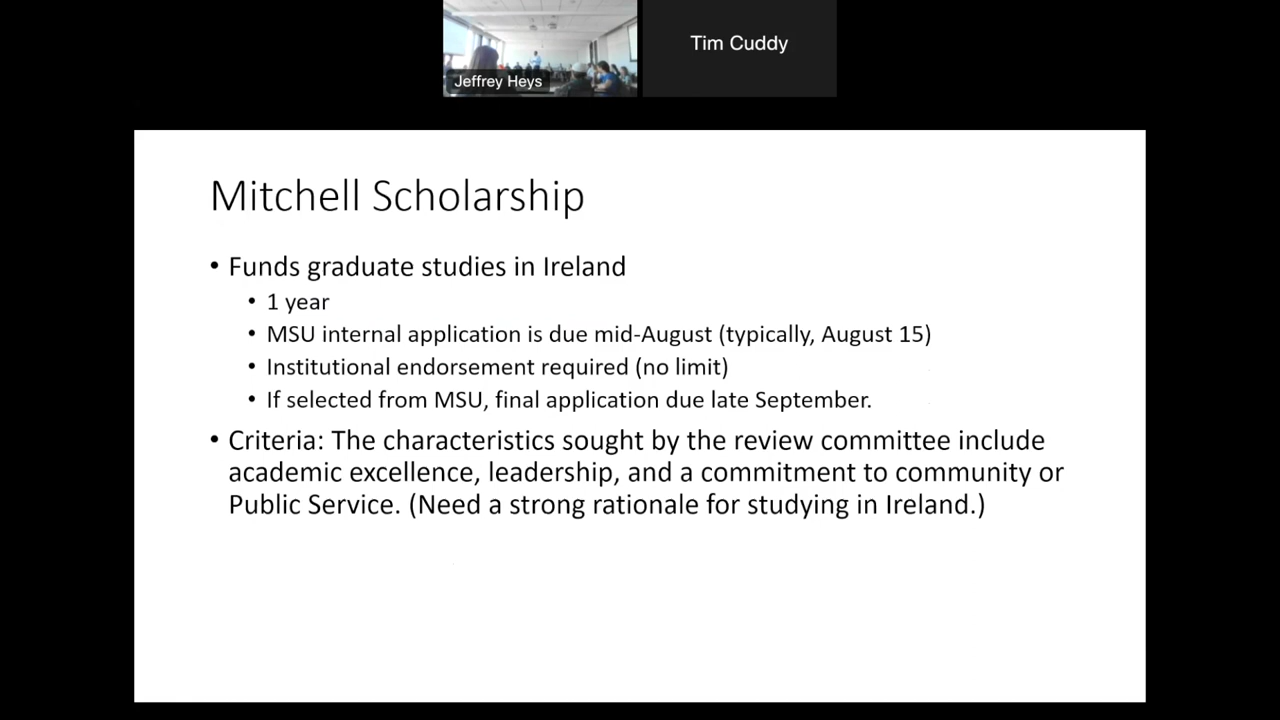 Jeffrey Heys
Tim Cuddy
Mitchell Scholarship
• Funds graduate studies in Ireland
• 1 year
• MSU internal application is due mid-August (typically, August 15)
• Institutional endorsement required (no limit)
• If selected from MSU, final application due late September.
• Criteria: The characteristics sought by the review committee include
academic excellence, leadership, and a commitment to community or
Public Service. (Need a strong rationale for studying in Ireland.)